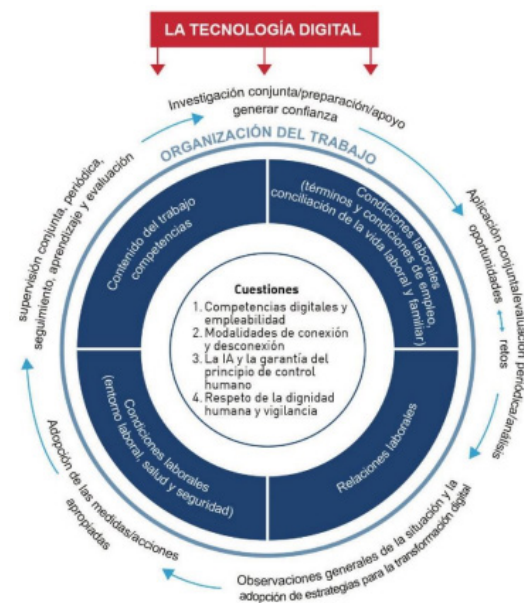 LA TECNOLOGÍA DIGITAL
Investigación conjunta/preparación/apoyo
generar confianza
ORGANIZACIÓN DEL TRABAJO
Contenido del trabajo
competencias
Condiciones laborales
(términos y condiciones de empleo,
conciliación de la vida laboral y familiar)
Aplicación conjunta/evaluación periódica/análisis
oportunidades
retos
Cuestiones
1. Competencias digitales y
empleabilidad
2. Modalidades de conexión
y desconexión
3. La IA y la garantía del
principio de control
humano
4. Respeto de la dignidad
humana y vigilancia
Condiciones laborales
(entorno laboral, salud y seguridad)
Relaciones laborales
Observaciones generales de la situación y la
adopción de estrategias para la transformación digital
Adopción de las medidas/acciones
apropiadas
supervisión conjunta, periódica,
seguimiento, aprendizaje y evaluación